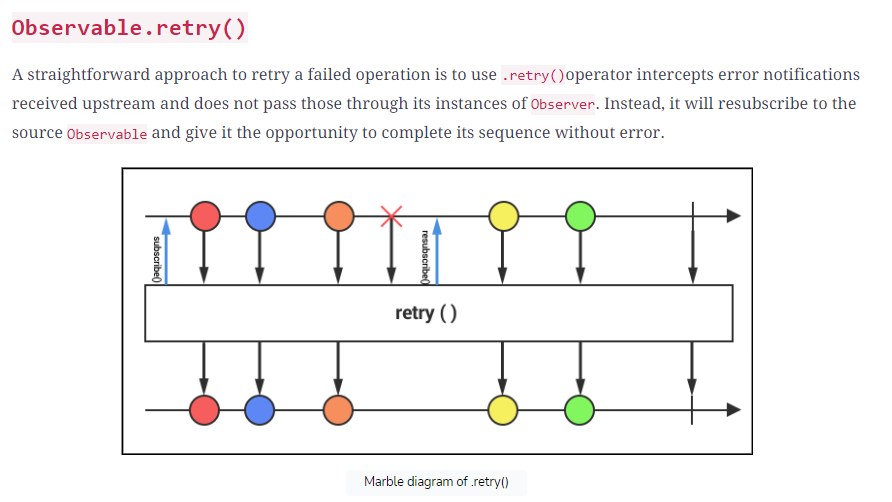 Observable.retry()
A straightforward approach to retry a failed operation is to use .retry()operator intercepts error notifications
received upstream and does not pass those through its instances of Observer. Instead, it will resubscribe to the
source Observable and give it the opportunity to complete its sequence without error.
subscribe()
resubscribe()
retry ( )
Marble diagram of .retry()